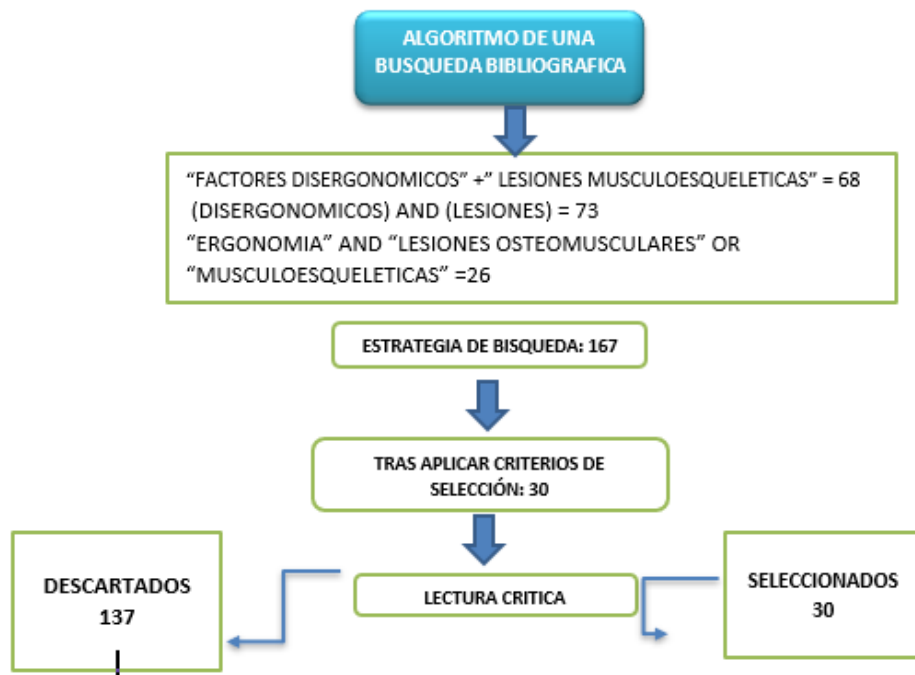 ALGORITMO DE UNA
BUSQUEDA BIBLIOGRAFICA
“FACTORES DISERGONOMICOS” +” LESIONES MUSCULOESQUELETICAS” = 68
(DISERGONOMICOS) AND (LESIONES) = 73
“ERGONOMIA” AND “LESIONES OSTEOMUSCULARES” OR
“MUSCULOESQUELETICAS” =26
ESTRATEGIA DE BISQUEDA: 167
TRAS APLICAR CRITERIOS DE
SELECCIÓN: 30
DESCARTADOS
137
LECTURA CRITICA
SELECCIONADOS
30